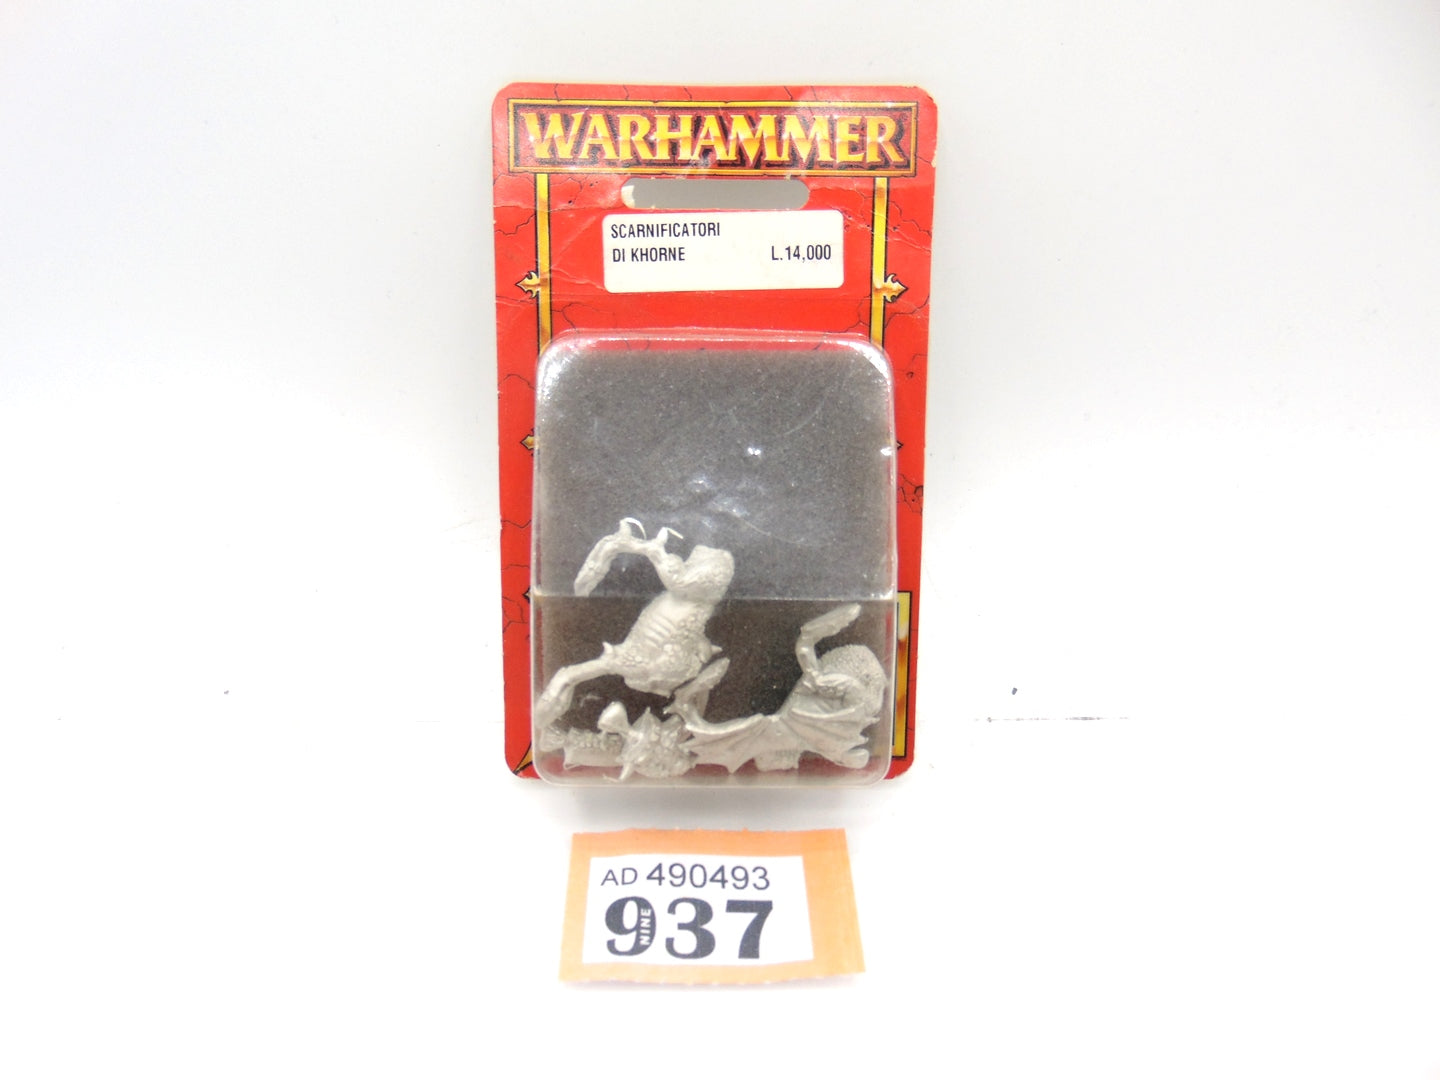 WARHAMMER
SCARNIFICATORI
DI KHORNE L.14,000
AD 490493
937
NINE